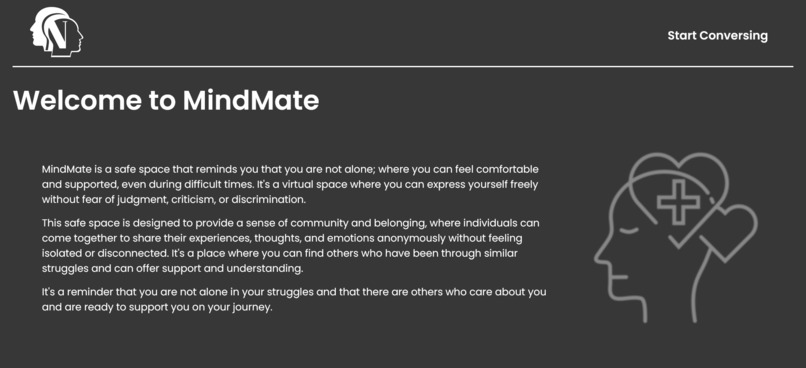 N
Start Conversing
Welcome to MindMate
MindMate is a safe space that reminds you that you are not alone; where you can feel comfortable
and supported, even during difficult times. It's a virtual space where you can express yourself freely
without fear of judgment, criticism, or discrimination.
This safe space is designed to provide a sense of community and belonging, where individuals can
come together to share their experiences, thoughts, and emotions anonymously without feeling
isolated or disconnected. It's a place where you can find others who have been through similar
struggles and can offer support and understanding.
It's a reminder that you are not alone in your struggles and that there are others who care about you
and are ready to support you on your journey.